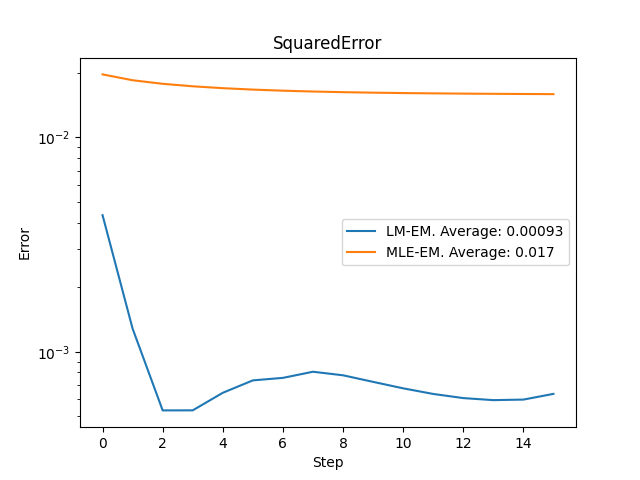 SquaredError
10⁻²
10⁻³
Error
LM-EM. Average: 0.00093
MLE-EM. Average: 0.017
0 2 4 6 8 10 12 14
Step